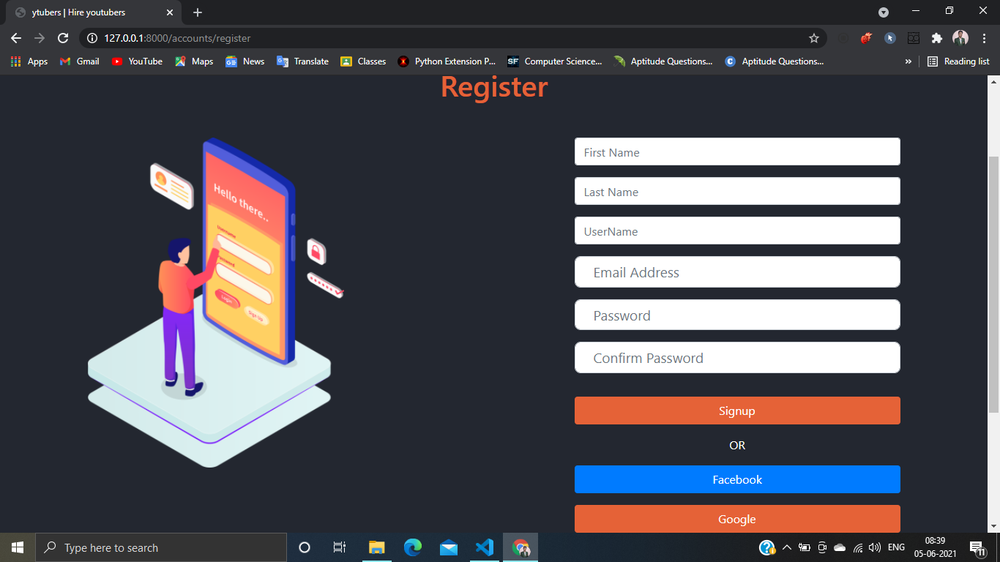 ytubers | Hire youtubers
127.0.0.1:8000/accounts/register
Apps Gmail YouTube Maps News Translate Classes Python Extension P... Computer Science... Aptitude Questions... Aptitude Questions... » Reading list
Register
Hello there..
Username
Password
Login
Sign Up
First Name
Last Name
UserName
Email Address
Password
Confirm Password
Signup
OR
Facebook
Google
Type here to search
ENG
08:39
05-06-2021
11